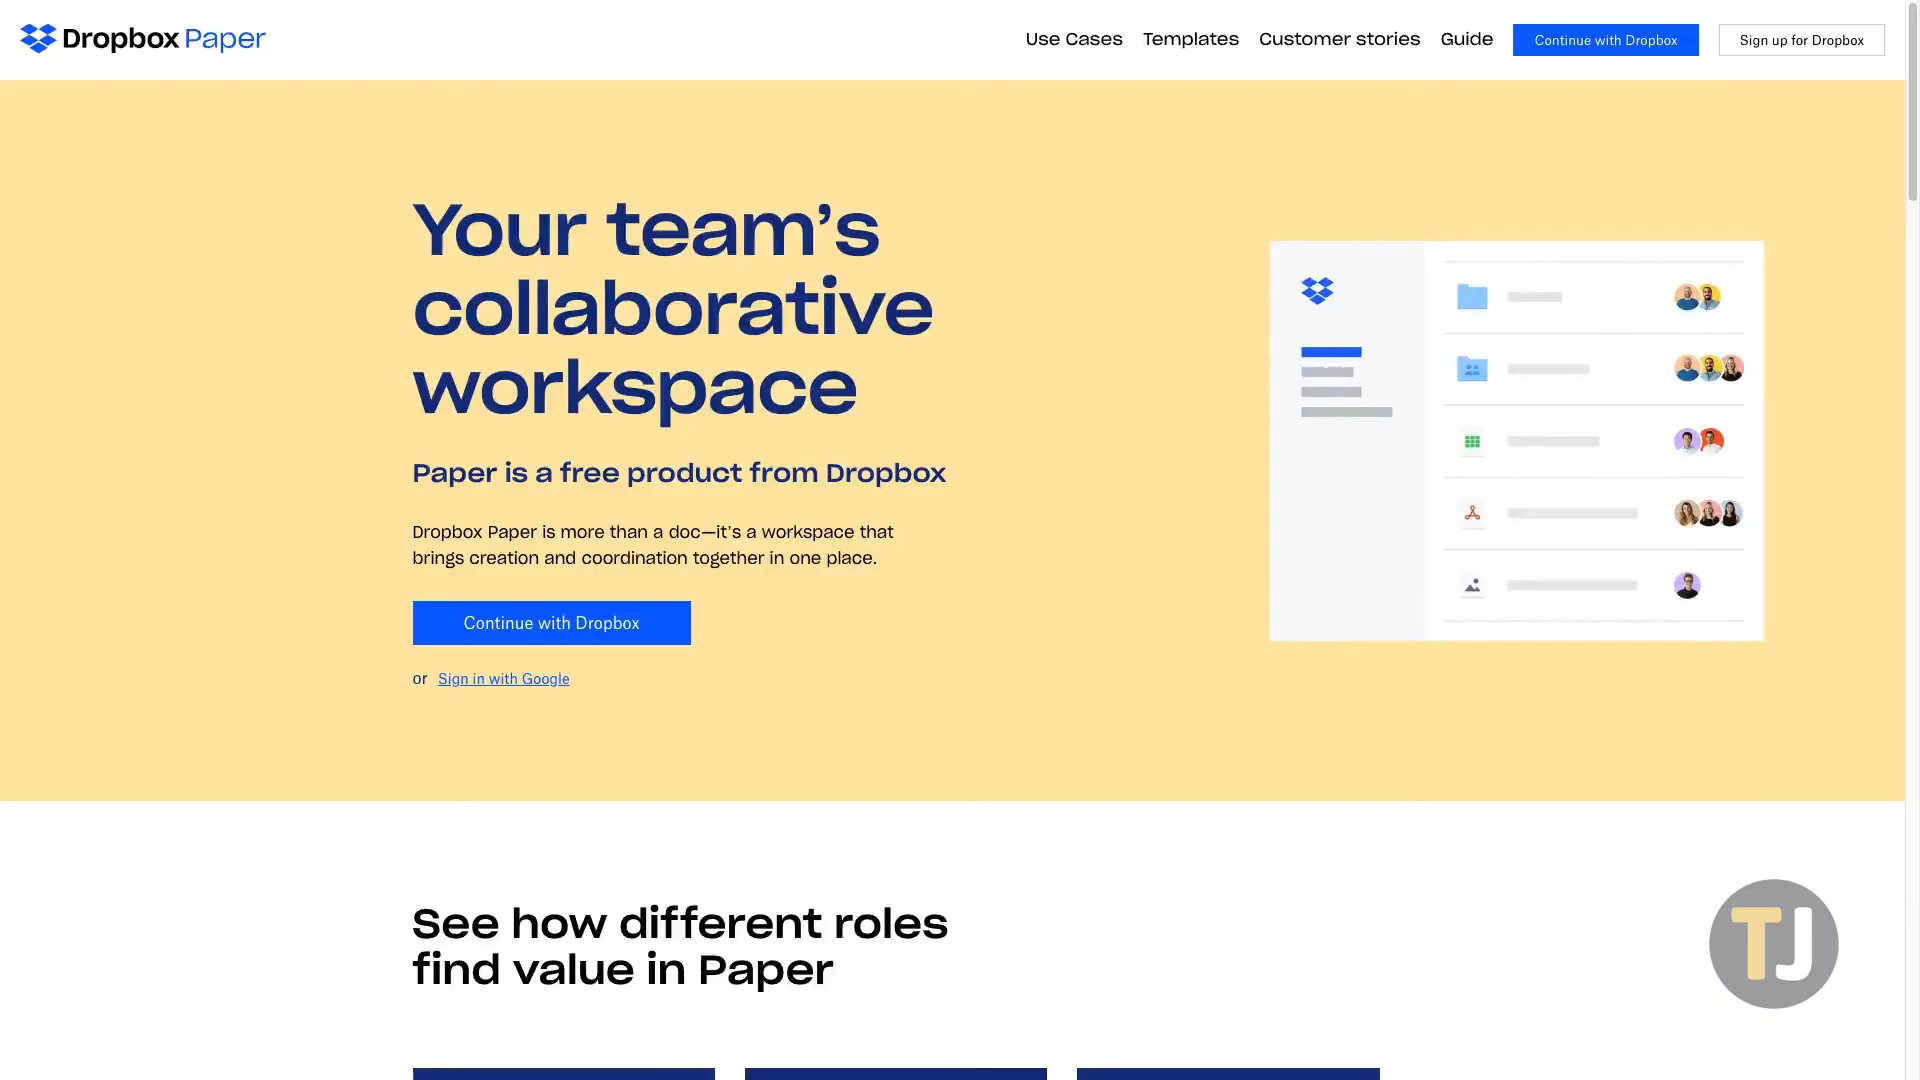 Dropbox Paper
Use Cases
Templates
Customer stories
Guide
Continue with Dropbox
Sign up for Dropbox
Your team’s
collaborative
workspace
Paper is a free product from Dropbox
Dropbox Paper is more than a doc—it’s a workspace that
brings creation and coordination together in one place.
Continue with Dropbox
or Sign in with Google
See how different roles
find value in Paper
TJ